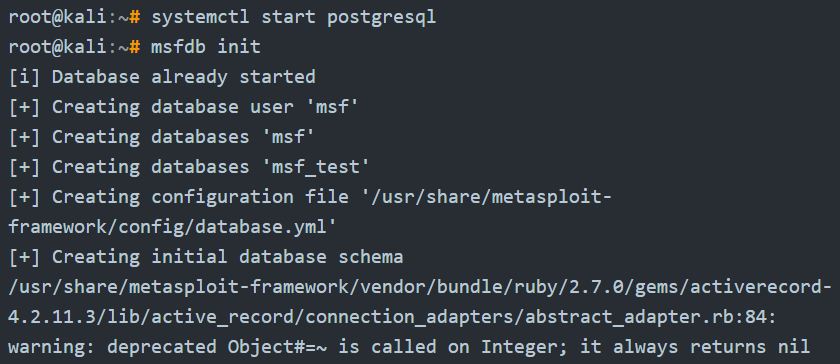 root@kali:~# systemctl start postgresql
root@kali:~# msfdb init
[i] Database already started
[+] Creating database user 'msf'
[+] Creating databases 'msf'
[+] Creating databases 'msf_test'
[+] Creating configuration file '/usr/share/metasploit-
framework/config/database.yml'
[+] Creating initial database schema
/usr/share/metasploit-framework/vendor/bundle/ruby/2.7.0/gems/activerecord-
4.2.11.3/lib/active_record/connection_adapters/abstract_adapter.rb:84:
warning: deprecated Object#=~ is called on Integer; it always returns nil